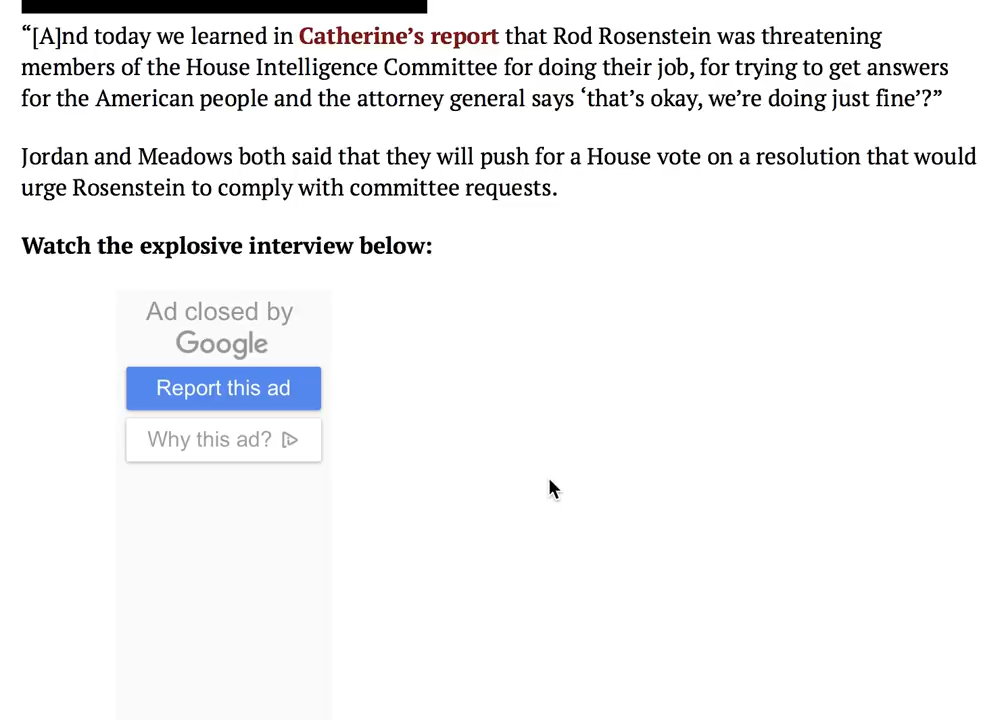 “[A]nd today we learned in Catherine’s report that Rod Rosenstein was threatening
members of the House Intelligence Committee for doing their job, for trying to get answers
for the American people and the attorney general says ‘that’s okay, we’re doing just fine’?”
Jordan and Meadows both said that they will push for a House vote on a resolution that would
urge Rosenstein to comply with committee requests.
Watch the explosive interview below:
Ad closed by
Google
Report this ad
Why this ad?